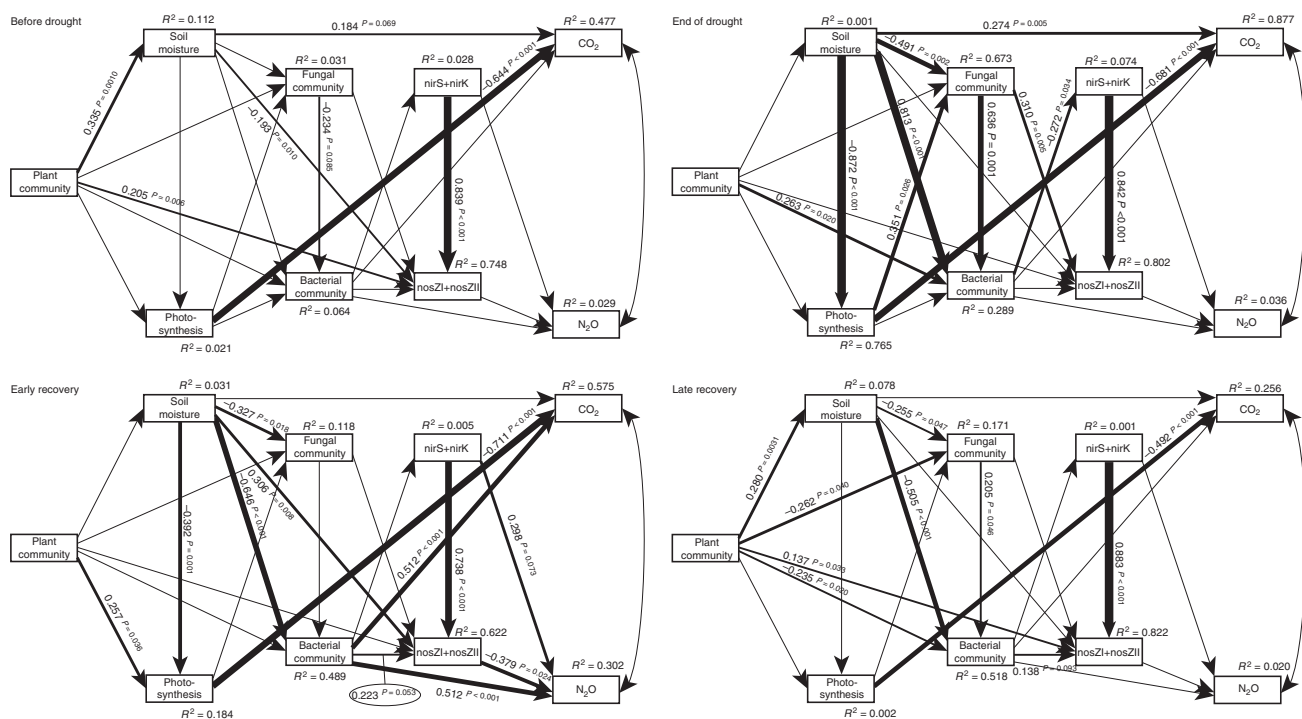 Before drought
R² = 0.112
Soil
moisture
0.184 P = 0.069
R² = 0.477
CO₂
0.335 P = 0.0010
R² = 0.031
Fungal
community
R² = 0.028
nirS+nirK
−0.644 P < 0.001
−0.193 P = 0.010
−0.234 P = 0.085
Plant
community
0.205 P = 0.006
0.839 P < 0.001
Bacterial
community
R² = 0.064
R² = 0.748
nosZI+nosZII
Photo-
synthesis
R² = 0.021
R² = 0.029
N₂O
End of drought
R² = 0.001
Soil
moisture
0.274 P = 0.005
R² = 0.877
CO₂
−0.491 P = 0.002
R² = 0.673
Fungal
community
R² = 0.074
nirS+nirK
−0.681 P < 0.001
0.813 P < 0.001
0.636 P = 0.001
0.310 P = 0.006
−0.272 P = 0.034
−0.872 P < 0.001
Plant
community
0.263 P = 0.020
0.351 P = 0.026
0.842 P <0.001
Bacterial
community
R² = 0.289
R² = 0.802
nosZI+nosZII
Photo-
synthesis
R² = 0.765
R² = 0.036
N₂O
Early recovery
R² = 0.031
Soil
moisture
R² = 0.575
CO₂
−0.327 P = 0.018
R² = 0.118
Fungal
community
R² = 0.005
nirS+nirK
−0.711 P < 0.001
−0.646 P < 0.001
0.306 P = 0.008
−0.392 P = 0.001
Plant
community
0.257 P = 0.036
0.512 P < 0.001
0.738 P < 0.001
0.298 P = 0.073
Bacterial
community
R² = 0.489
R² = 0.622
nosZI+nosZII
−0.379 P = 0.024
0.223 P = 0.053
0.512 P < 0.001
Photo-
synthesis
R² = 0.184
R² = 0.302
N₂O
Late recovery
R² = 0.078
Soil
moisture
R² = 0.256
CO₂
0.280 P = 0.0031
−0.255 P = 0.047
R² = 0.171
Fungal
community
R² = 0.001
nirS+nirK
−0.492 P < 0.001
−0.262 P = 0.040
−0.505 P < 0.001
0.205 P = 0.046
Plant
community
0.137 P = 0.033
−0.235 P = 0.020
0.883 P < 0.001
Bacterial
community
R² = 0.518
0.138 P = 0.093
R² = 0.822
nosZI+nosZII
Photo-
synthesis
R² = 0.002
R² = 0.020
N₂O